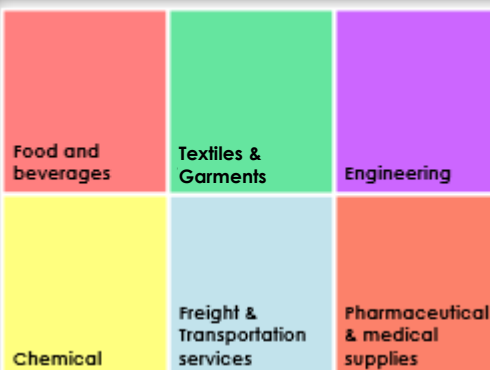 Food and
beverages
Textiles &
Garments
Engineering
Chemical
Freight &
Transportation
services
Pharmaceutical
& medical
supplies